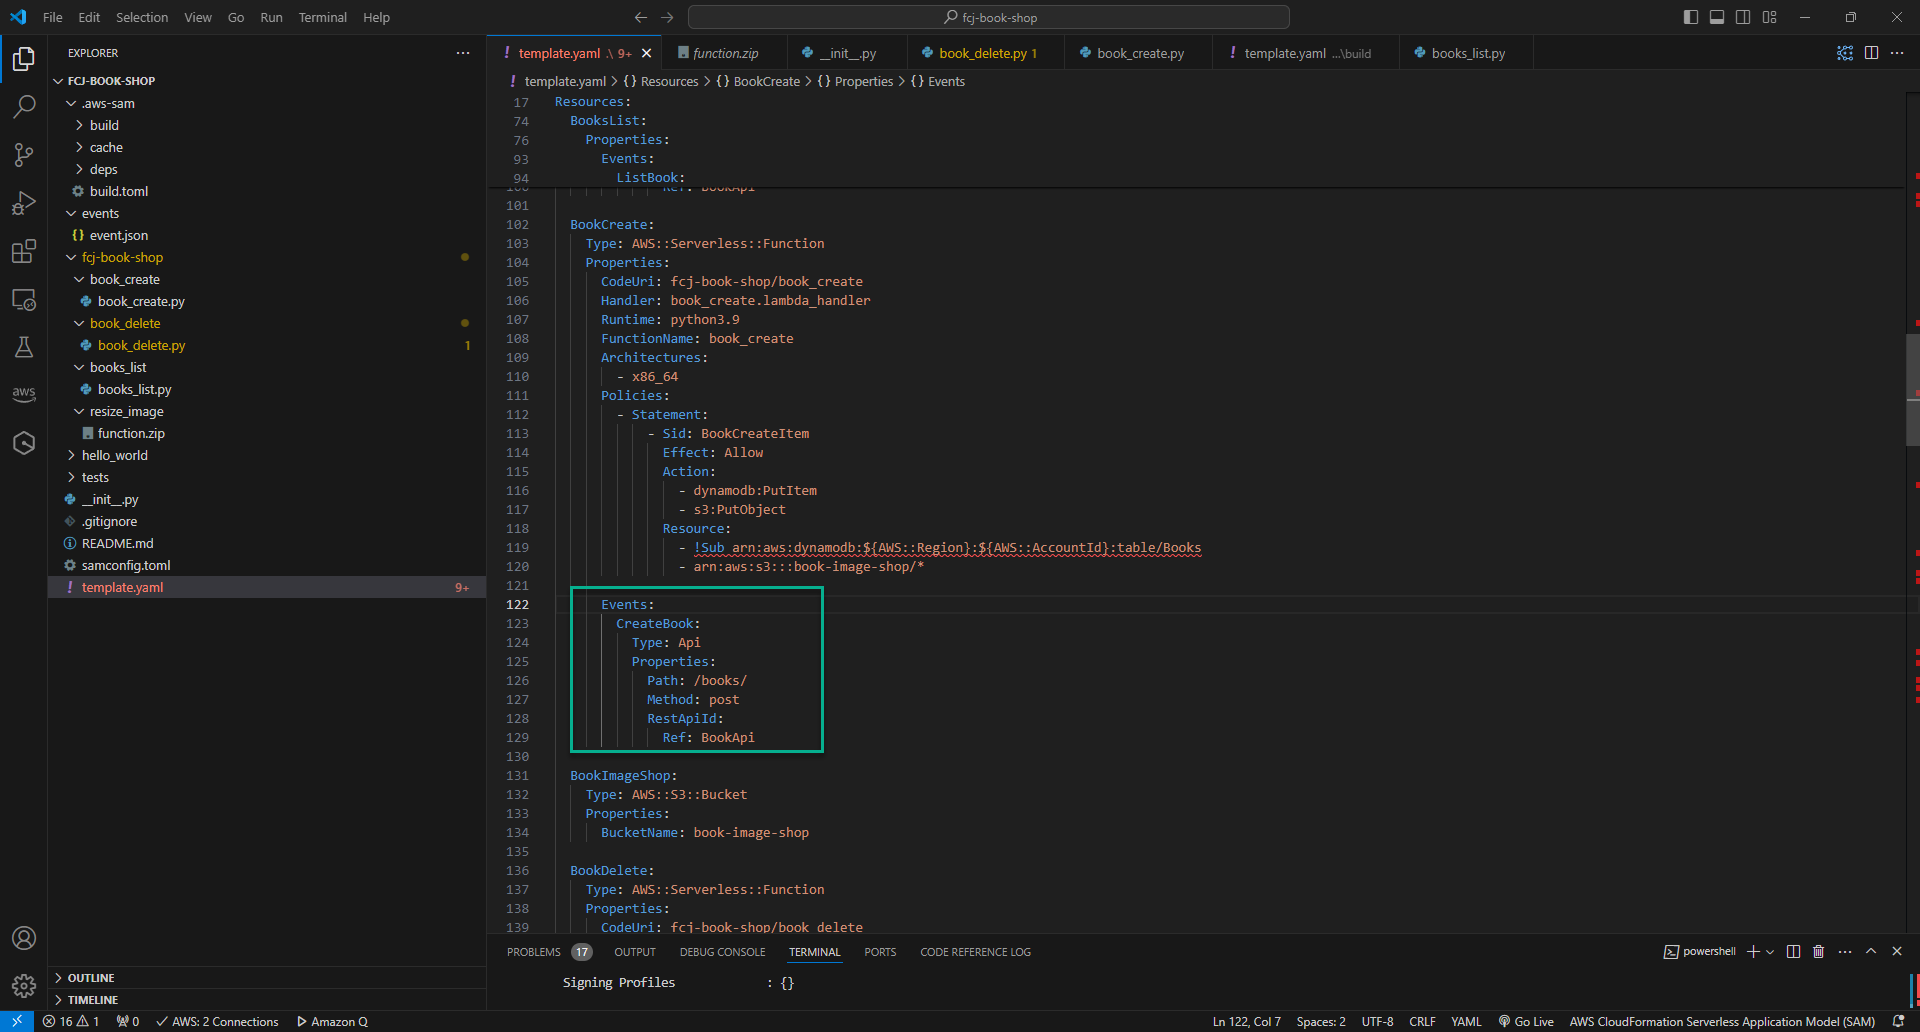 File Edit Selection View Go Run Terminal Help
fcj-book-shop
EXPLORER
FCJ-BOOK-SHOP
.aws-sam
build
cache
deps
build.toml
events
event.json
fcj-book-shop
book_create
book_create.py
book_delete
book_delete.py 1
books_list
books_list.py
resize_image
function.zip
hello_world
tests
__init__.py
.gitignore
README.md
samconfig.toml
template.yaml 9+
OUTLINE
TIMELINE
aws
template.yaml .\ 9+ function.zip __init__.py book_delete.py 1 book_create.py template.yaml ...\build books_list.py
template.yaml > {} Resources > {} BookCreate > {} Properties > {} Events
17 Resources:
74 BooksList:
76 Properties:
93 Events:
94 ListBook:
100 Ref: BookApi
101
102 BookCreate:
103 Type: AWS::Serverless::Function
104 Properties:
105 CodeUri: fcj-book-shop/book_create
106 Handler: book_create.lambda_handler
107 Runtime: python3.9
108 FunctionName: book_create
109 Architectures:
110 - x86_64
111 Policies:
112 - Statement:
113 - Sid: BookCreateItem
114 Effect: Allow
115 Action:
116 - dynamodb:PutItem
117 - s3:PutObject
118 Resource:
119 - !Sub arn:aws:dynamodb:${AWS::Region}:${AWS::AccountId}:table/Books
120 - arn:aws:s3:::book-image-shop/*
121
122 Events:
123 CreateBook:
124 Type: Api
125 Properties:
126 Path: /books/
127 Method: post
128 RestApiId:
129 Ref: BookApi
130
131 BookImageShop:
132 Type: AWS::S3::Bucket
133 Properties:
134 BucketName: book-image-shop
135
136 BookDelete:
137 Type: AWS::Serverless::Function
138 Properties:
139 CodeUri: fcj-book-shop/book_delete
PROBLEMS 17 OUTPUT DEBUG CONSOLE TERMINAL PORTS CODE REFERENCE LOG powershell
Signing Profiles : {}
16 1 0 AWS: 2 Connections Amazon Q Ln 122, Col 7 Spaces: 2 UTF-8 CRLF YAML Go Live AWS CloudFormation Serverless Application Model (SAM)